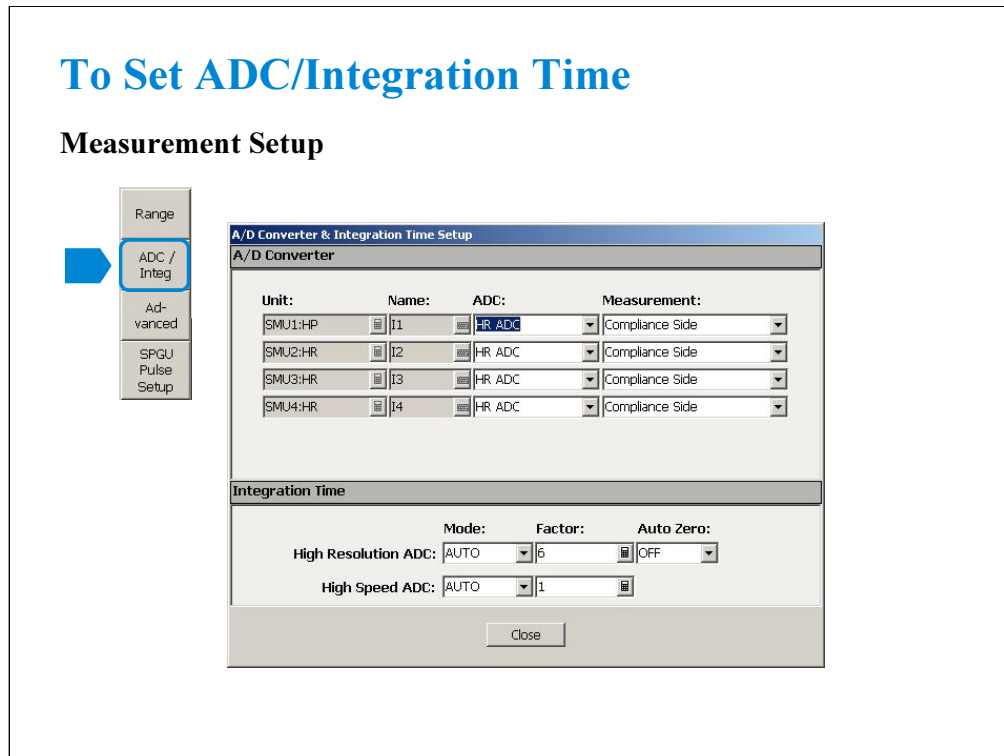 To Set ADC/Integration Time
Measurement Setup
Range
ADC /
Integ
Ad-
vanced
SPGU
Pulse
Setup
A/D Converter & Integration Time Setup
A/D Converter
Unit: Name: ADC: Measurement:
SMU1:HP I1 HR ADC Compliance Side
SMU2:HR I2 HR ADC Compliance Side
SMU3:HR I3 HR ADC Compliance Side
SMU4:HR I4 HR ADC Compliance Side
Integration Time
Mode: Factor: Auto Zero:
High Resolution ADC: AUTO 6 OFF
High Speed ADC: AUTO 1
Close